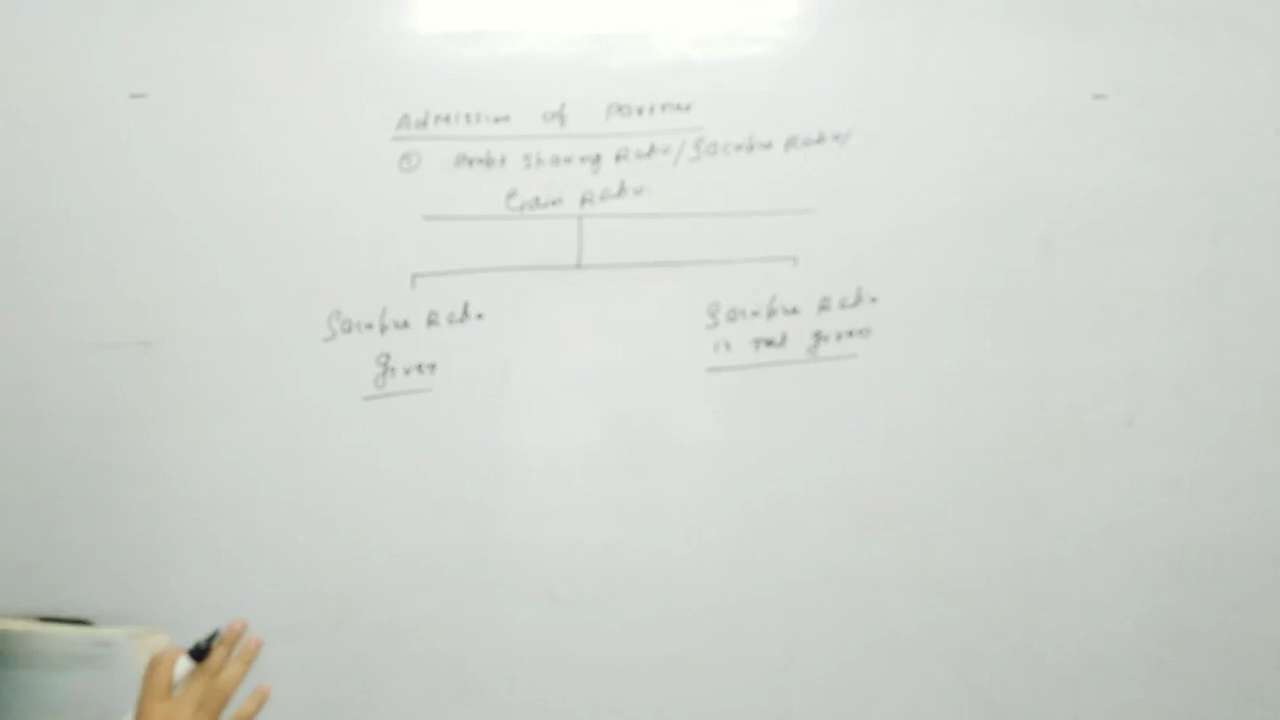 Admission of Partner
① Profit Sharing Ratio/Sacrifice Ratio/
Gain Ratio
Sacrifice Ratio
given
Sacrifice Ratio
is not given